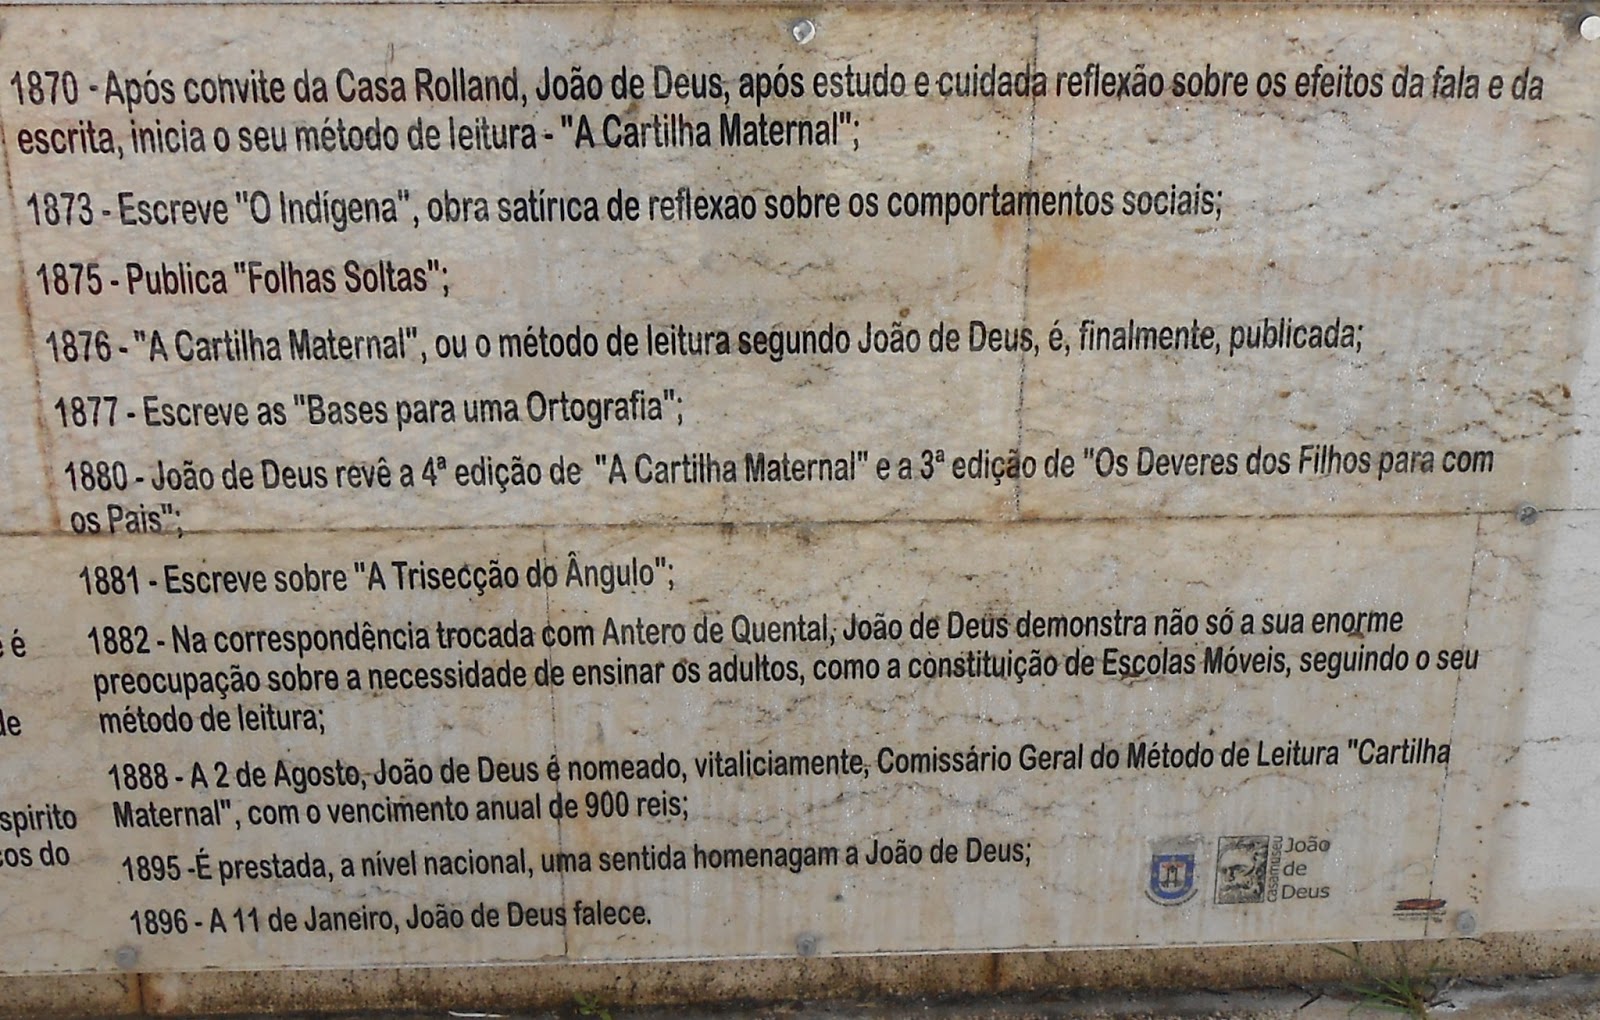 1870 - Após convite da Casa Rolland, João de Deus, após estudo e cuidada reflexão sobre os efeitos da fala e da
escrita, inicia o seu método de leitura - "A Cartilha Maternal";
1873 - Escreve "O Indígena", obra satírica de reflexao sobre os comportamentos sociais;
1875 - Publica "Folhas Soltas";
1876 - "A Cartilha Maternal", ou o método de leitura segundo João de Deus, é, finalmente, publicada;
1877 - Escreve as "Bases para uma Ortografia";
1880 - João de Deus revê a 4ª edição de "A Cartilha Maternal" e a 3ª edição de "Os Deveres dos Filhos para com
os Pais";
1881 - Escreve sobre "A Trisecção do Ângulo";
1882 - Na correspondência trocada com Antero de Quental, João de Deus demonstra não só a sua enorme
preocupação sobre a necessidade de ensinar os adultos, como a constituição de Escolas Móveis, seguindo o seu
método de leitura;
1888 - A 2 de Agosto, João de Deus é nomeado, vitaliciamente, Comissário Geral do Método de Leitura "Cartilha
Maternal", com o vencimento anual de 900 reis;
1895 -É prestada, a nível nacional, uma sentida homenagam a João de Deus;
1896 - A 11 de Janeiro, João de Deus falece.
é
de
spirito
cos do
casamuseu
João
de
Deus